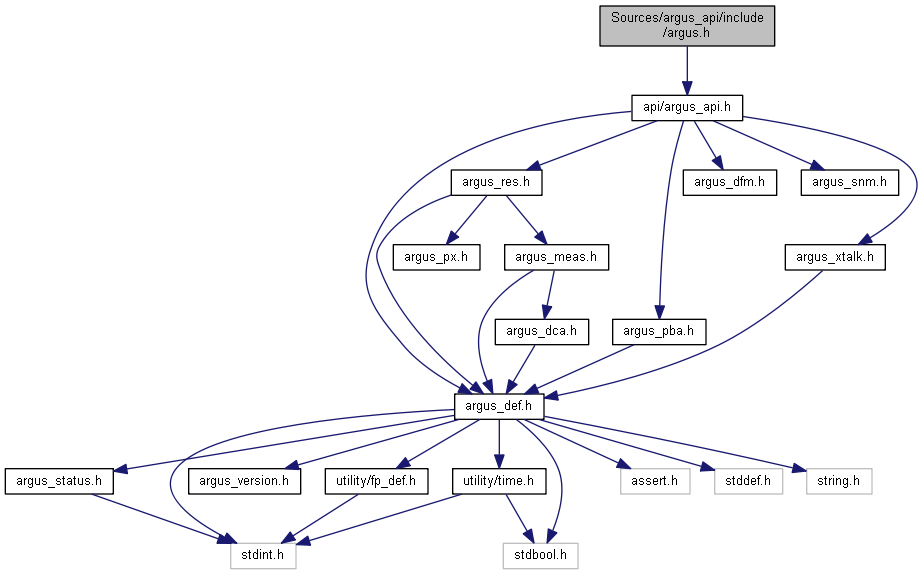 Sources/argus_api/include
/argus.h
api/argus_api.h
argus_res.h
argus_dfm.h
argus_snm.h
argus_px.h
argus_meas.h
argus_xtalk.h
argus_dca.h
argus_pba.h
argus_def.h
argus_status.h
argus_version.h
utility/fp_def.h
utility/time.h
assert.h
stddef.h
string.h
stdint.h
stdbool.h